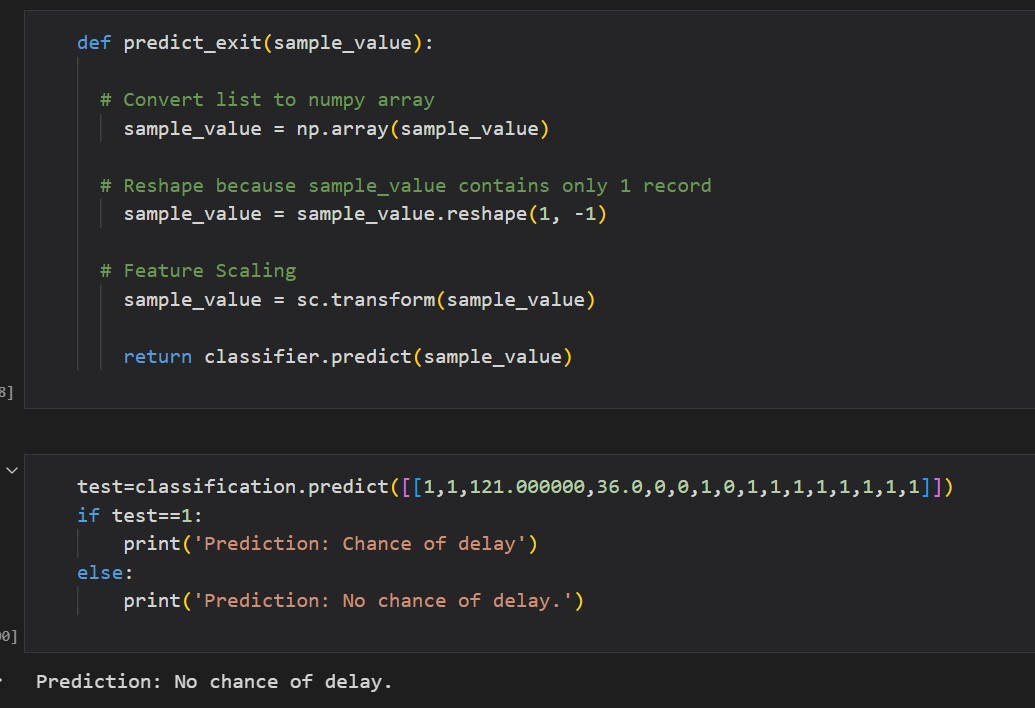 def predict_exit(sample_value):
# Convert list to numpy array
sample_value = np.array(sample_value)
# Reshape because sample_value contains only 1 record
sample_value = sample_value.reshape(1, -1)
# Feature Scaling
sample_value = sc.transform(sample_value)
return classifier.predict(sample_value)
8]
test=classification.predict([[1,1,121.000000,36.0,0,0,1,0,1,1,1,1,1,1,1,1]])
if test==1:
print('Prediction: Chance of delay')
else:
print('Prediction: No chance of delay.')
0]
Prediction: No chance of delay.